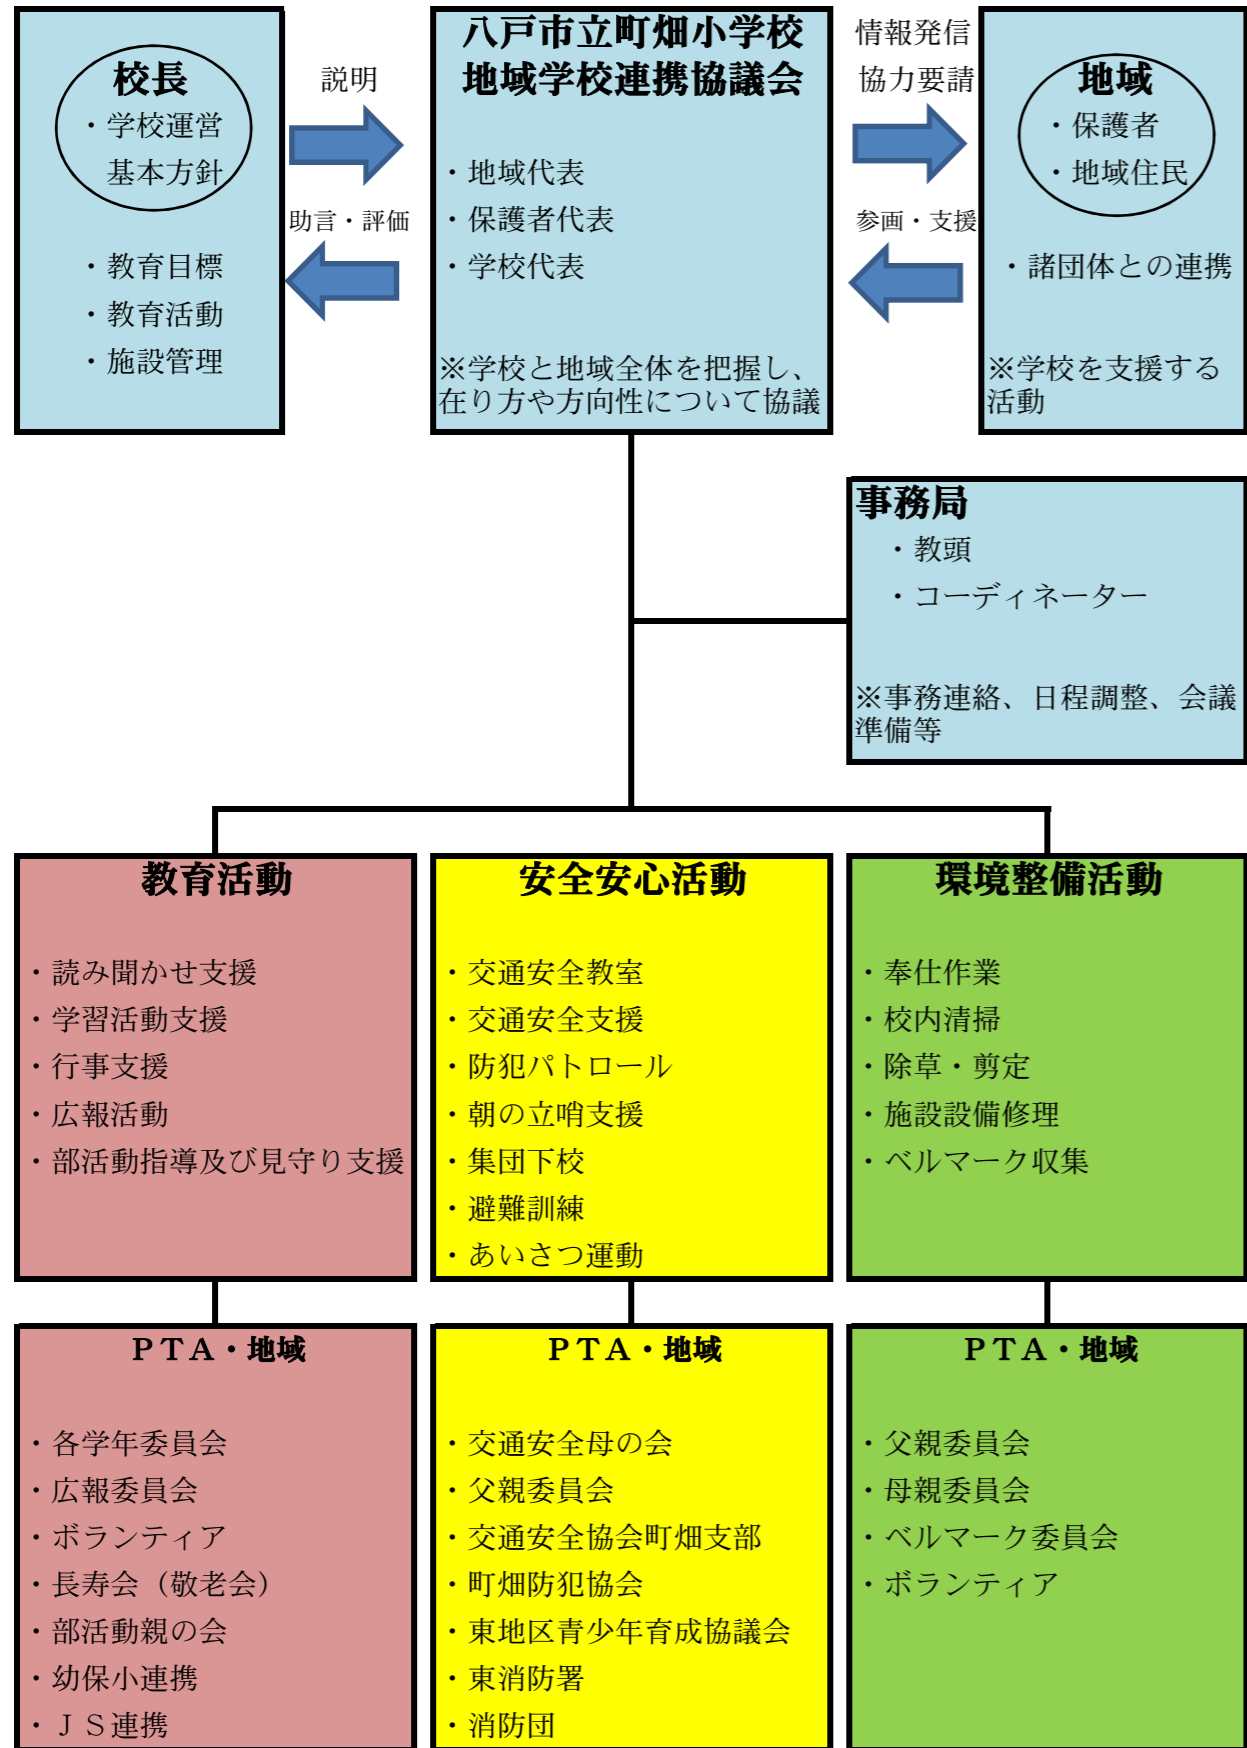 校長
・学校運営
基本方針
・教育目標
・教育活動
・施設管理
説明
助言・評価
八戸市立町畑小学校
地域学校連携協議会
・地域代表
・保護者代表
・学校代表
※学校と地域全体を把握し、
在り方や方向性について協議
情報発信
協力要請
参画・支援
地域
・保護者
・地域住民
・諸団体との連携
※学校を支援する
活動
事務局
・教頭
・コーディネーター
※事務連絡、日程調整、会議
準備等
教育活動
・読み聞かせ支援
・学習活動支援
・行事支援
・広報活動
・部活動指導及び見守り支援
安全安心活動
・交通安全教室
・交通安全支援
・防犯パトロール
・朝の立哨支援
・集団下校
・避難訓練
・あいさつ運動
環境整備活動
・奉仕作業
・校内清掃
・除草・剪定
・施設設備修理
・ベルマーク収集
ＰＴＡ・地域
・各学年委員会
・広報委員会
・ボランティア
・長寿会（敬老会）
・部活動親の会
・幼保小連携
・ＪＳ連携
ＰＴＡ・地域
・交通安全母の会
・父親委員会
・交通安全協会町畑支部
・町畑防犯協会
・東地区青少年育成協議会
・東消防署
・消防団
ＰＴＡ・地域
・父親委員会
・母親委員会
・ベルマーク委員会
・ボランティア